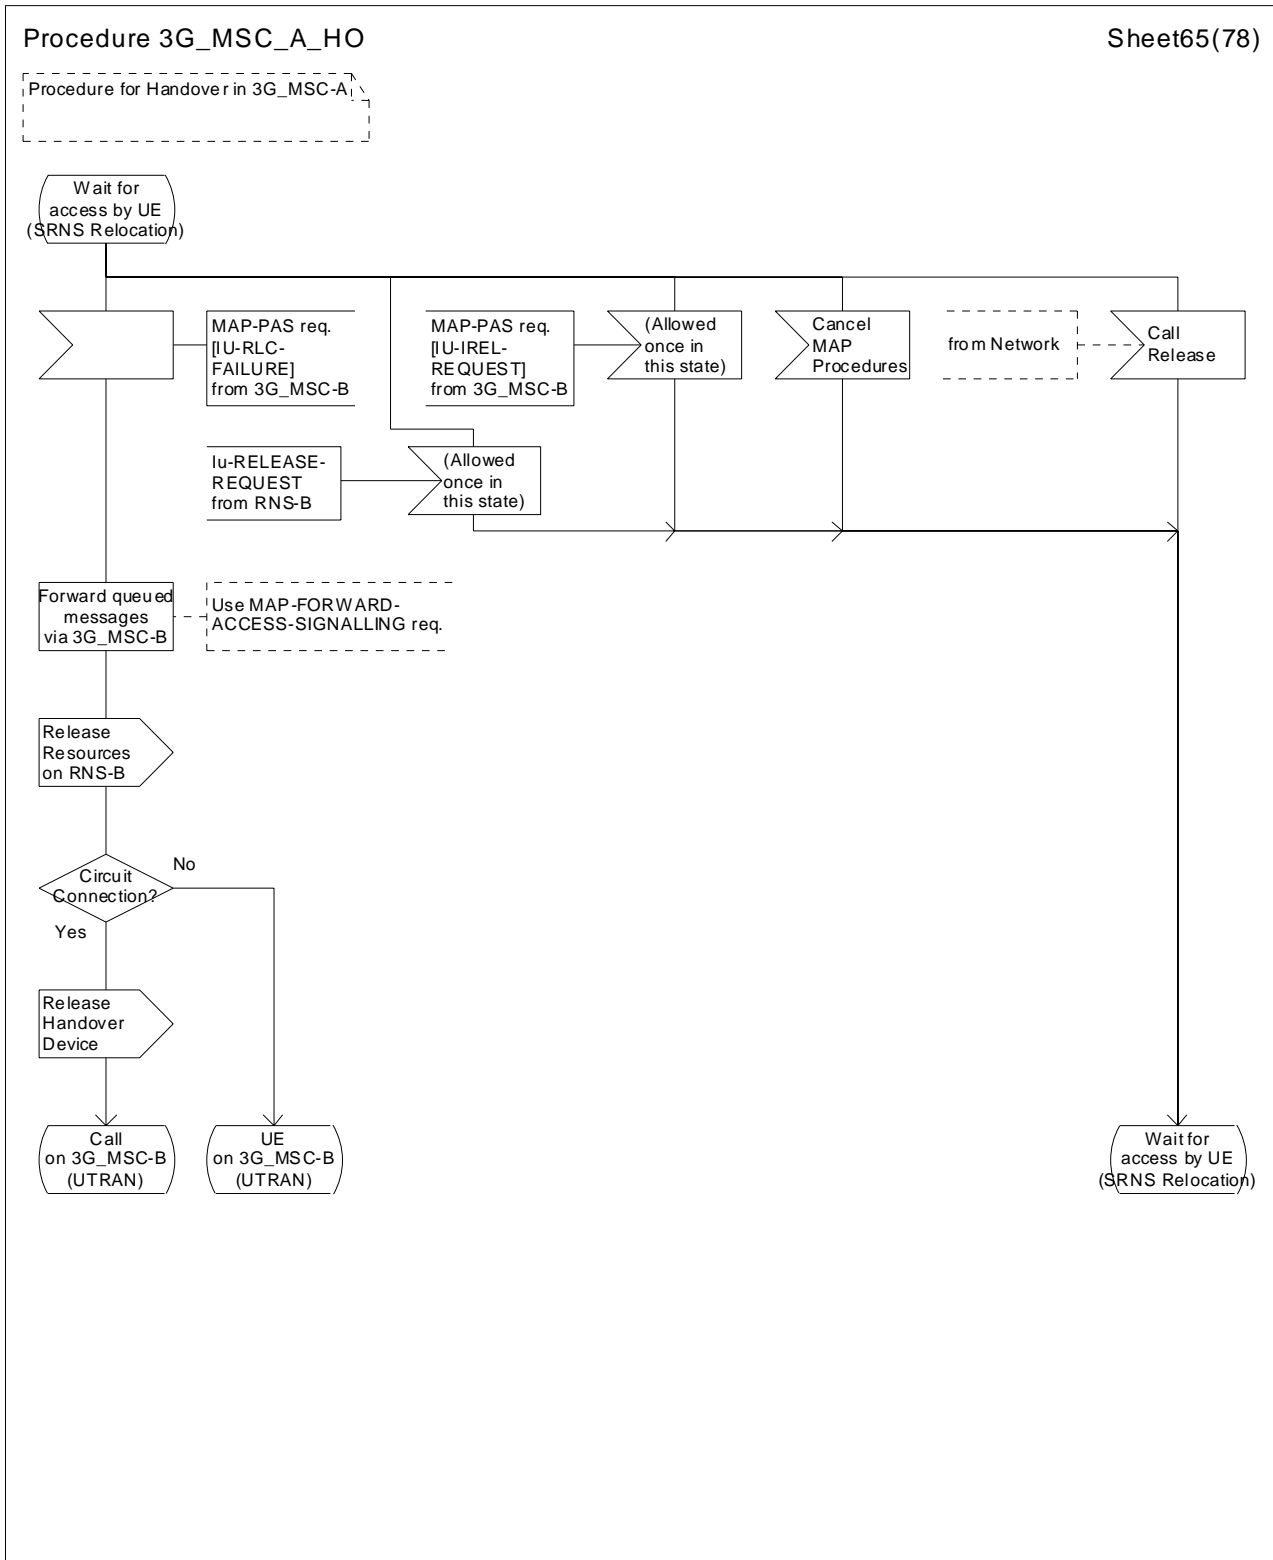 Procedure 3G_MSC_A_HO
Sheet65(78)
Procedure for Handover in 3G_MSC-A
Wait for
access by UE
(SRNS Relocation)
MAP-PAS req.
[IU-RLC-
FAILURE]
from 3G_MSC-B
MAP-PAS req.
[IU-IREL-
REQUEST]
from 3G_MSC-B
(Allowed
once in
this state)
Cancel
MAP
Procedures
from Network
Call
Release
Iu-RELEASE-
REQUEST
from RNS-B
(Allowed
once in
this state)
Forward queued
messages
via 3G_MSC-B
Use MAP-FORWARD-
ACCESS-SIGNALLING req.
Release
Resources
on RNS-B
Circuit
Connection?
No
Yes
Release
Handover
Device
Call
on 3G_MSC-B
(UTRAN)
UE
on 3G_MSC-B
(UTRAN)
Wait for
access by UE
(SRNS Relocation)